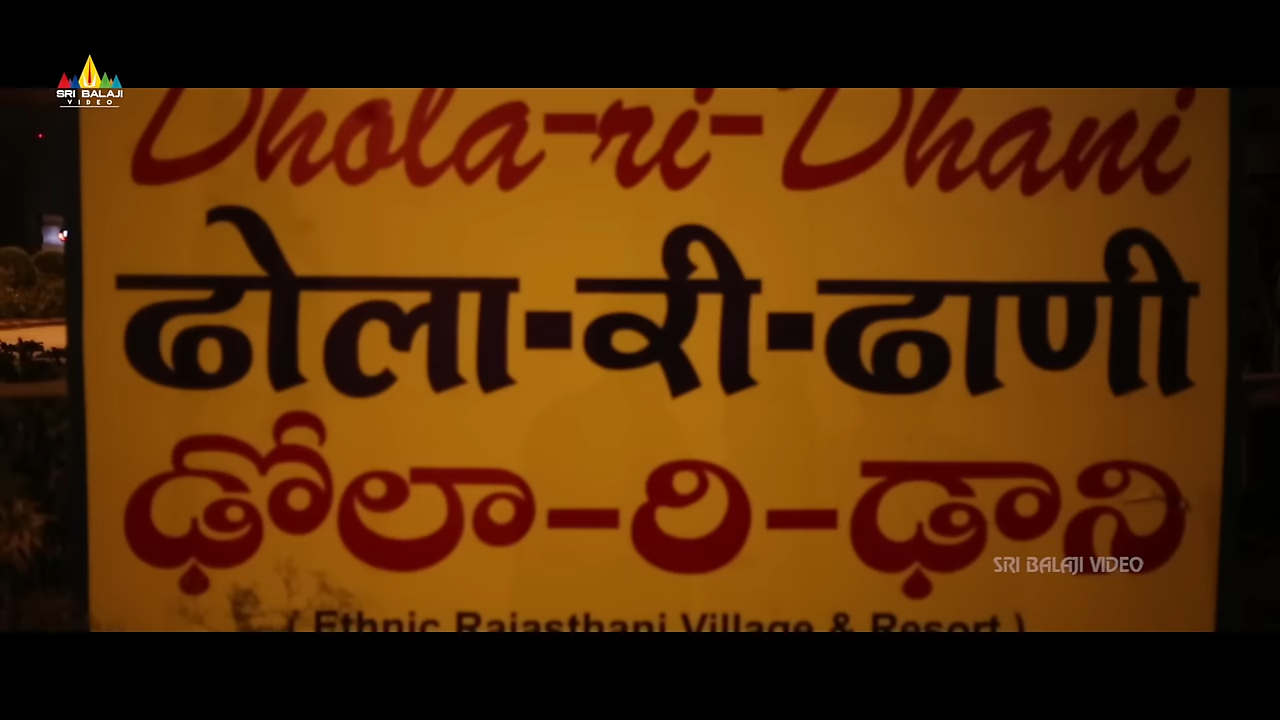 SRI BALAJI
VIDEO
Dhola-ri-Dhani
ढोला-री-ढाणी
ఢోలా-రి-ఢాని
SRI BALAJI VIDEO
( Ethnic Rajasthani Village & Resort )